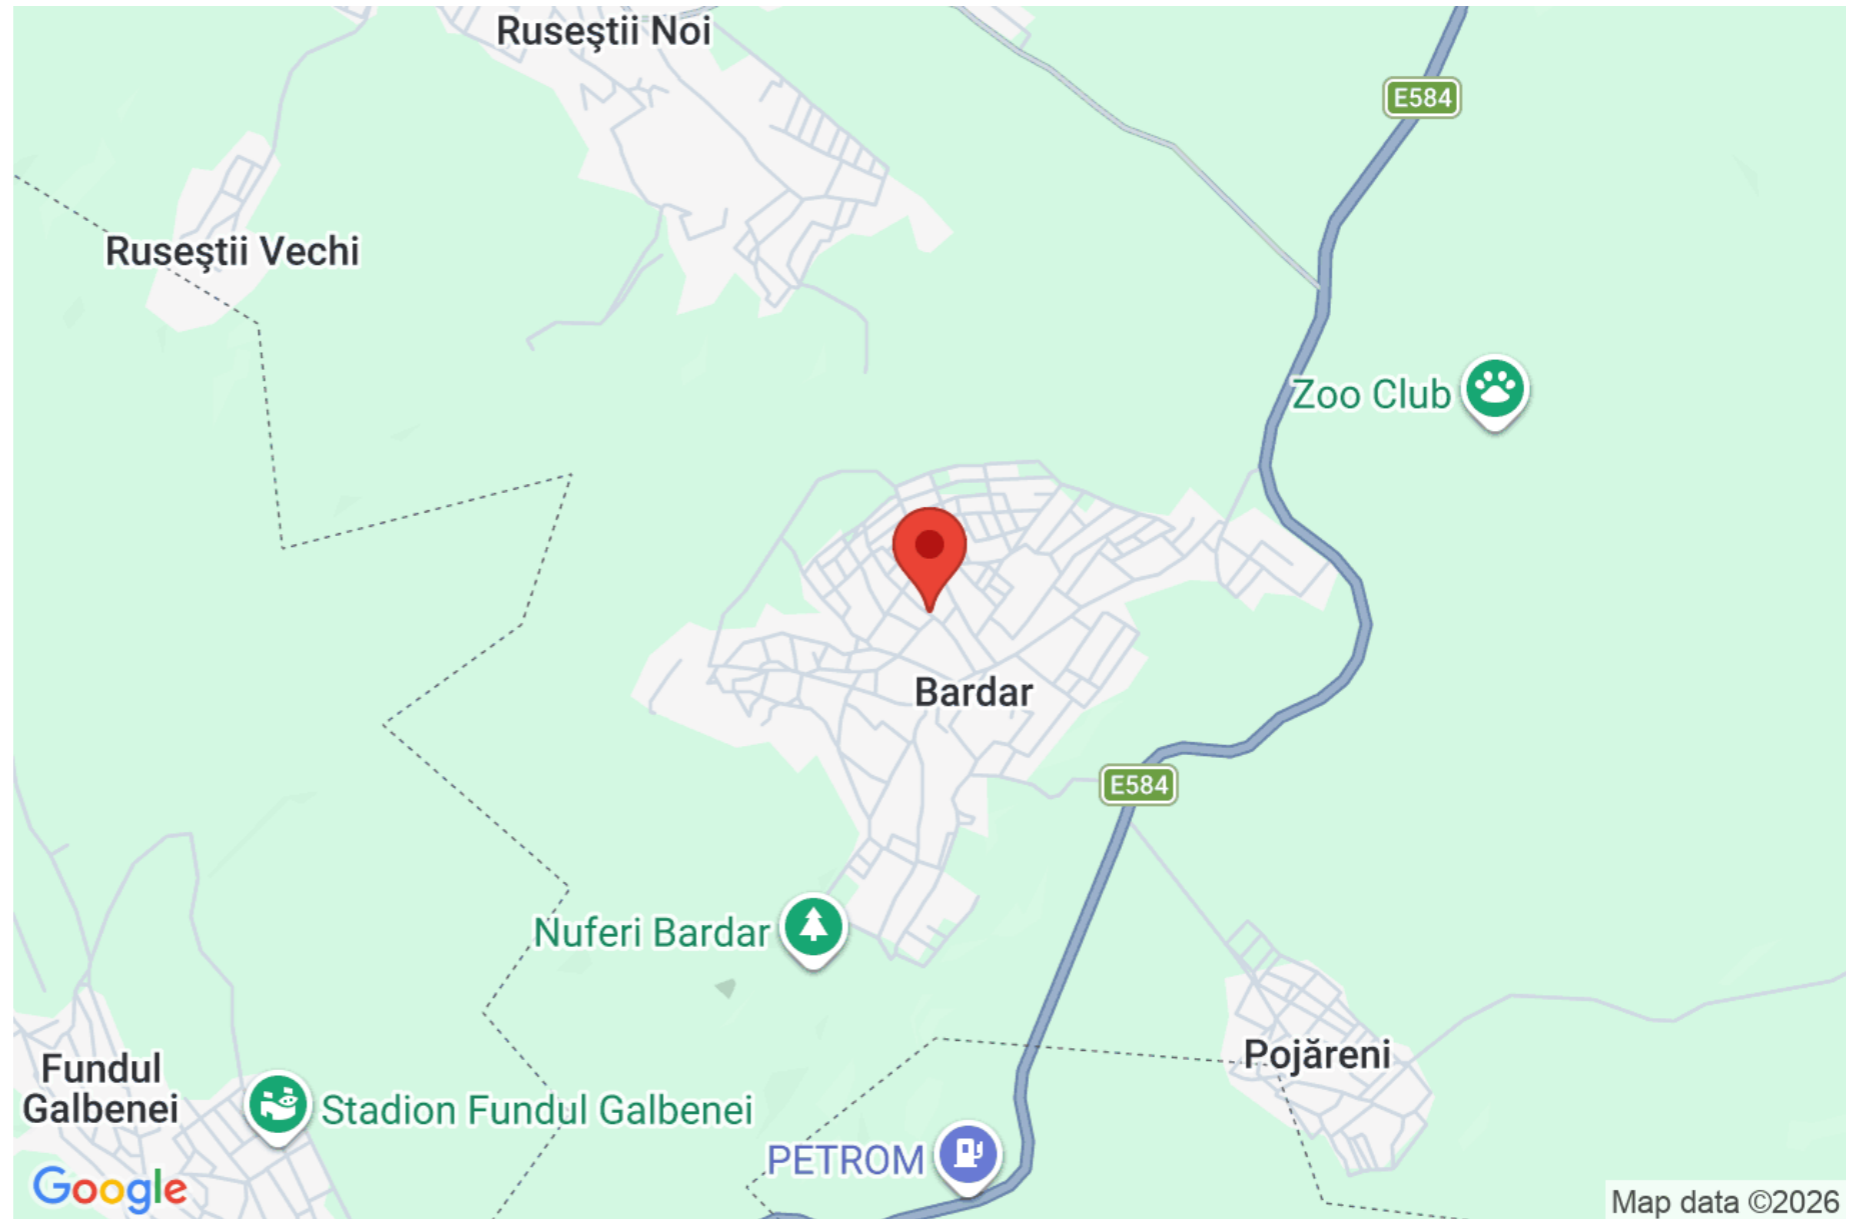 Ruseştii Noi
E584
Ruseştii Vechi
Zoo Club
Bardar
E584
Nuferi Bardar
Pojăreni
Fundul
Galbenei
Stadion Fundul Galbenei
PETROM
Google
Map data ©2026